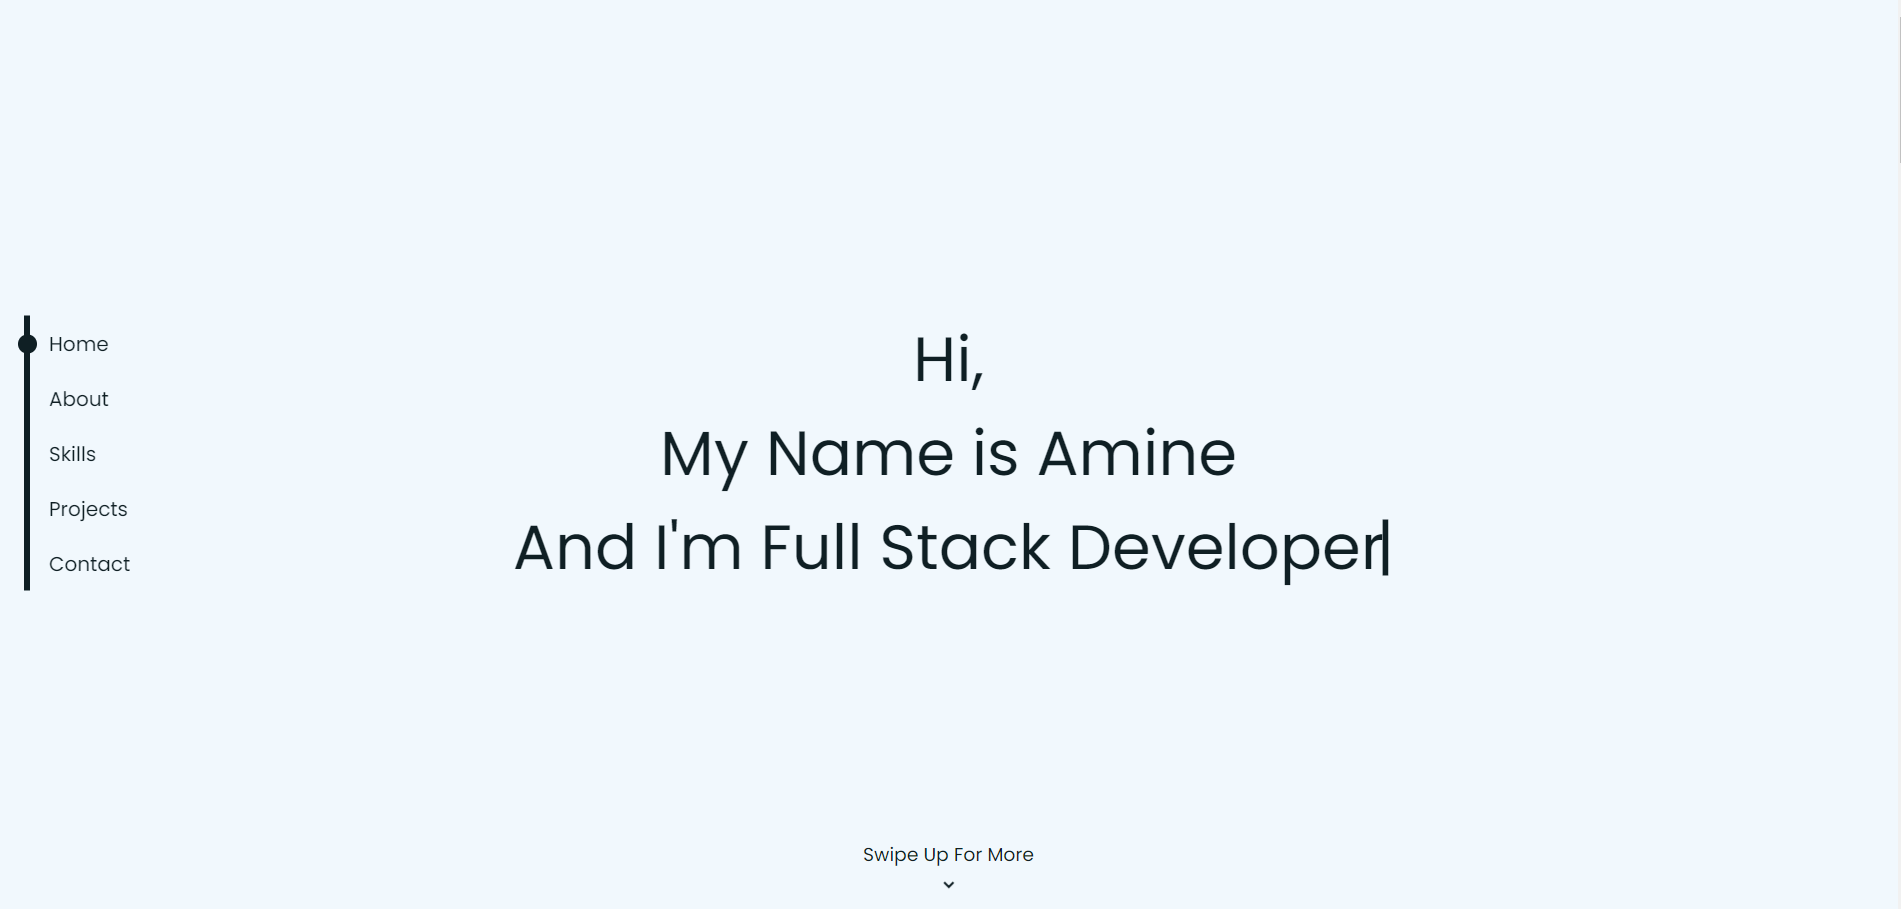 Home
About
Skills
Projects
Contact
Hi,
My Name is Amine
And I'm Full Stack Developer
Swipe Up For More